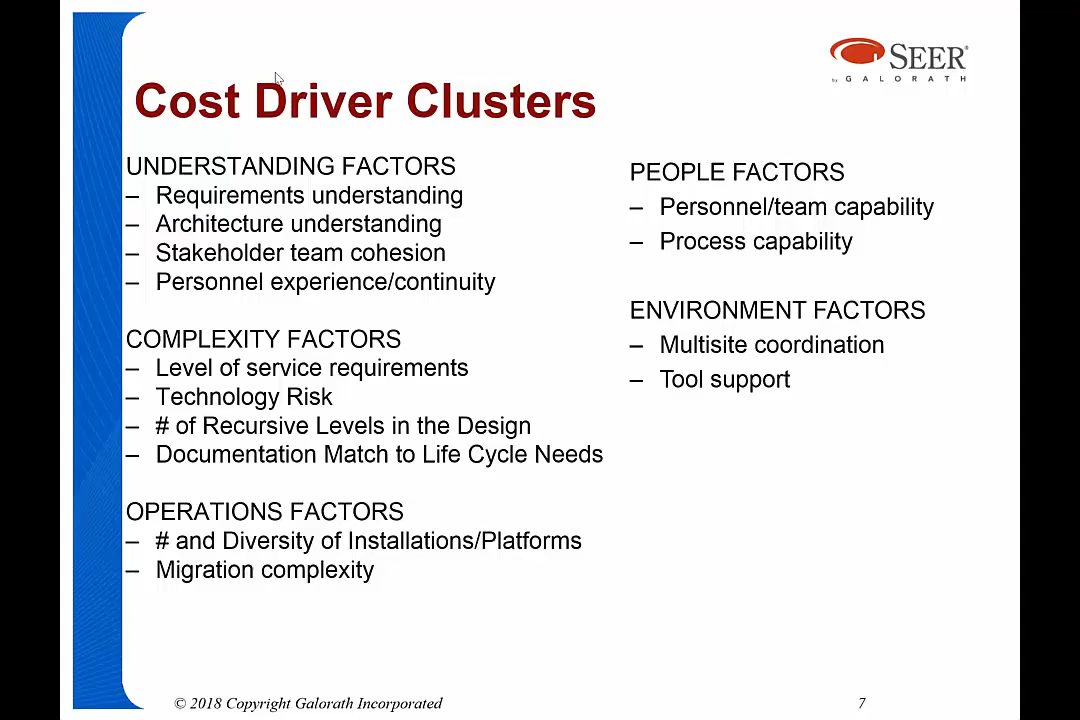 SEER®
by GALORATH
Cost Driver Clusters
UNDERSTANDING FACTORS
– Requirements understanding
– Architecture understanding
– Stakeholder team cohesion
– Personnel experience/continuity
COMPLEXITY FACTORS
– Level of service requirements
– Technology Risk
– # of Recursive Levels in the Design
– Documentation Match to Life Cycle Needs
OPERATIONS FACTORS
– # and Diversity of Installations/Platforms
– Migration complexity
PEOPLE FACTORS
– Personnel/team capability
– Process capability
ENVIRONMENT FACTORS
– Multisite coordination
– Tool support
© 2018 Copyright Galorath Incorporated
7